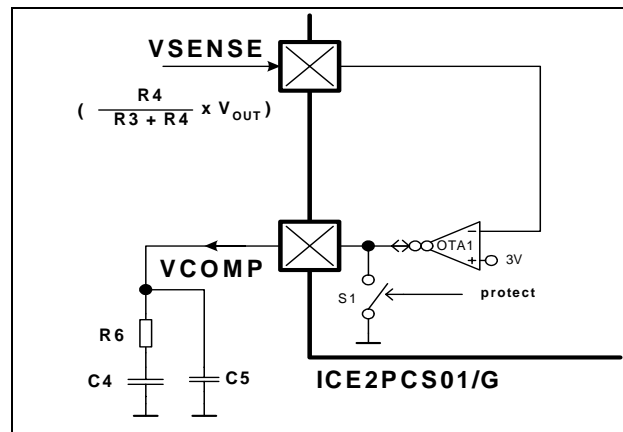 VSENSE
( R4
R3 + R4 x VOUT)
OTA1
3V
VCOMP
S1
protect
R6
C4
C5
ICE2PCS01/G